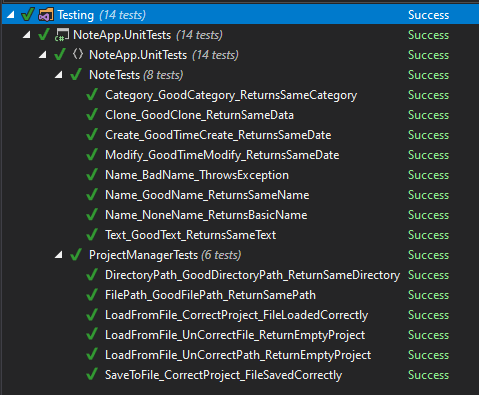 Testing (14 tests) Success
NoteApp.UnitTests (14 tests) Success
NoteApp.UnitTests (14 tests) Success
NoteTests (8 tests) Success
Category_GoodCategory_ReturnsSameCategory Success
Clone_GoodClone_ReturnSameData Success
Create_GoodTimeCreate_ReturnsSameDate Success
Modify_GoodTimeModify_ReturnsSameDate Success
Name_BadName_ThrowsException Success
Name_GoodName_ReturnsSameName Success
Name_NoneName_ReturnsBasicName Success
Text_GoodText_ReturnsSameText Success
ProjectManagerTests (6 tests) Success
DirectoryPath_GoodDirectoryPath_ReturnSameDirectory Success
FilePath_GoodFilePath_ReturnSamePath Success
LoadFromFile_CorrectProject_FileLoadedCorrectly Success
LoadFromFile_UnCorrectFile_ReturnEmptyProject Success
LoadFromFile_UnCorrectPath_ReturnEmptyProject Success
SaveToFile_CorrectProject_FileSavedCorrectly Success